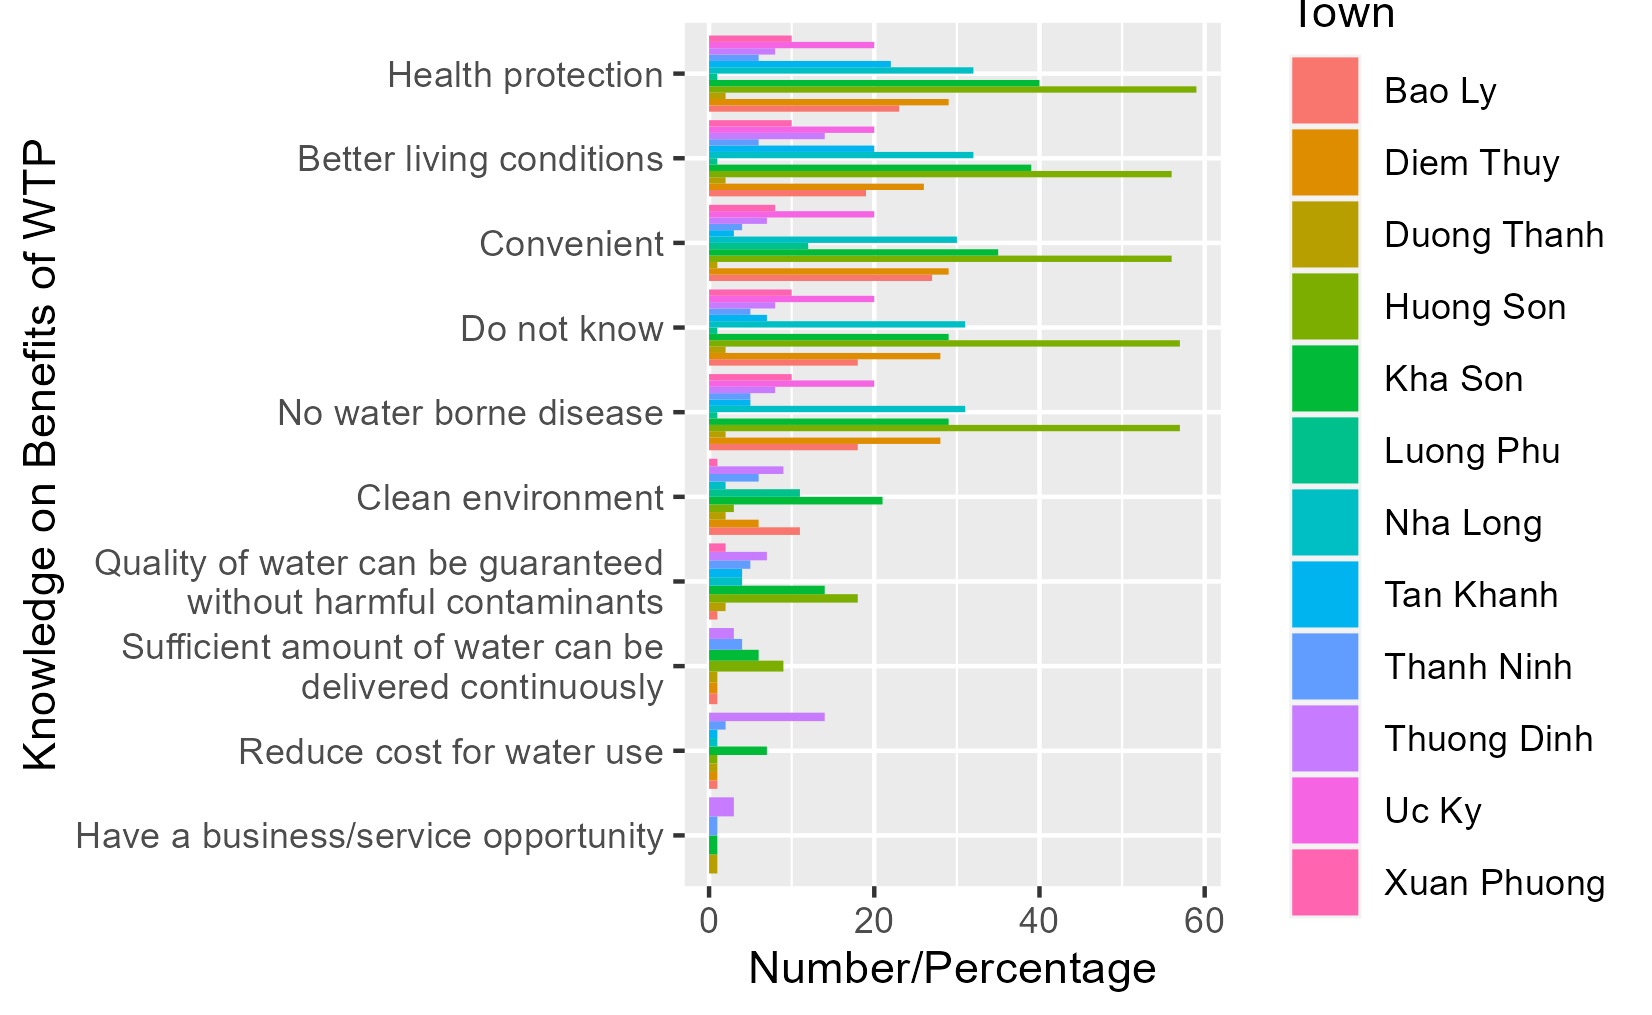 Knowledge on Benefits of WTP
Health protection
Better living conditions
Convenient
Do not know
No water borne disease
Clean environment
Quality of water can be guaranteed
without harmful contaminants
Sufficient amount of water can be
delivered continuously
Reduce cost for water use
Have a business/service opportunity
0 20 40 60
Number/Percentage
Town
Bao Ly
Diem Thuy
Duong Thanh
Huong Son
Kha Son
Luong Phu
Nha Long
Tan Khanh
Thanh Ninh
Thuong Dinh
Uc Ky
Xuan Phuong